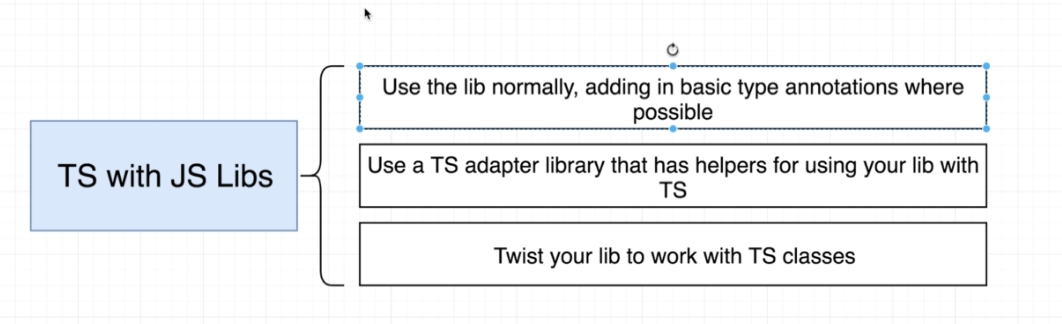 TS with JS Libs
Use the lib normally, adding in basic type annotations where
possible
Use a TS adapter library that has helpers for using your lib with
TS
Twist your lib to work with TS classes